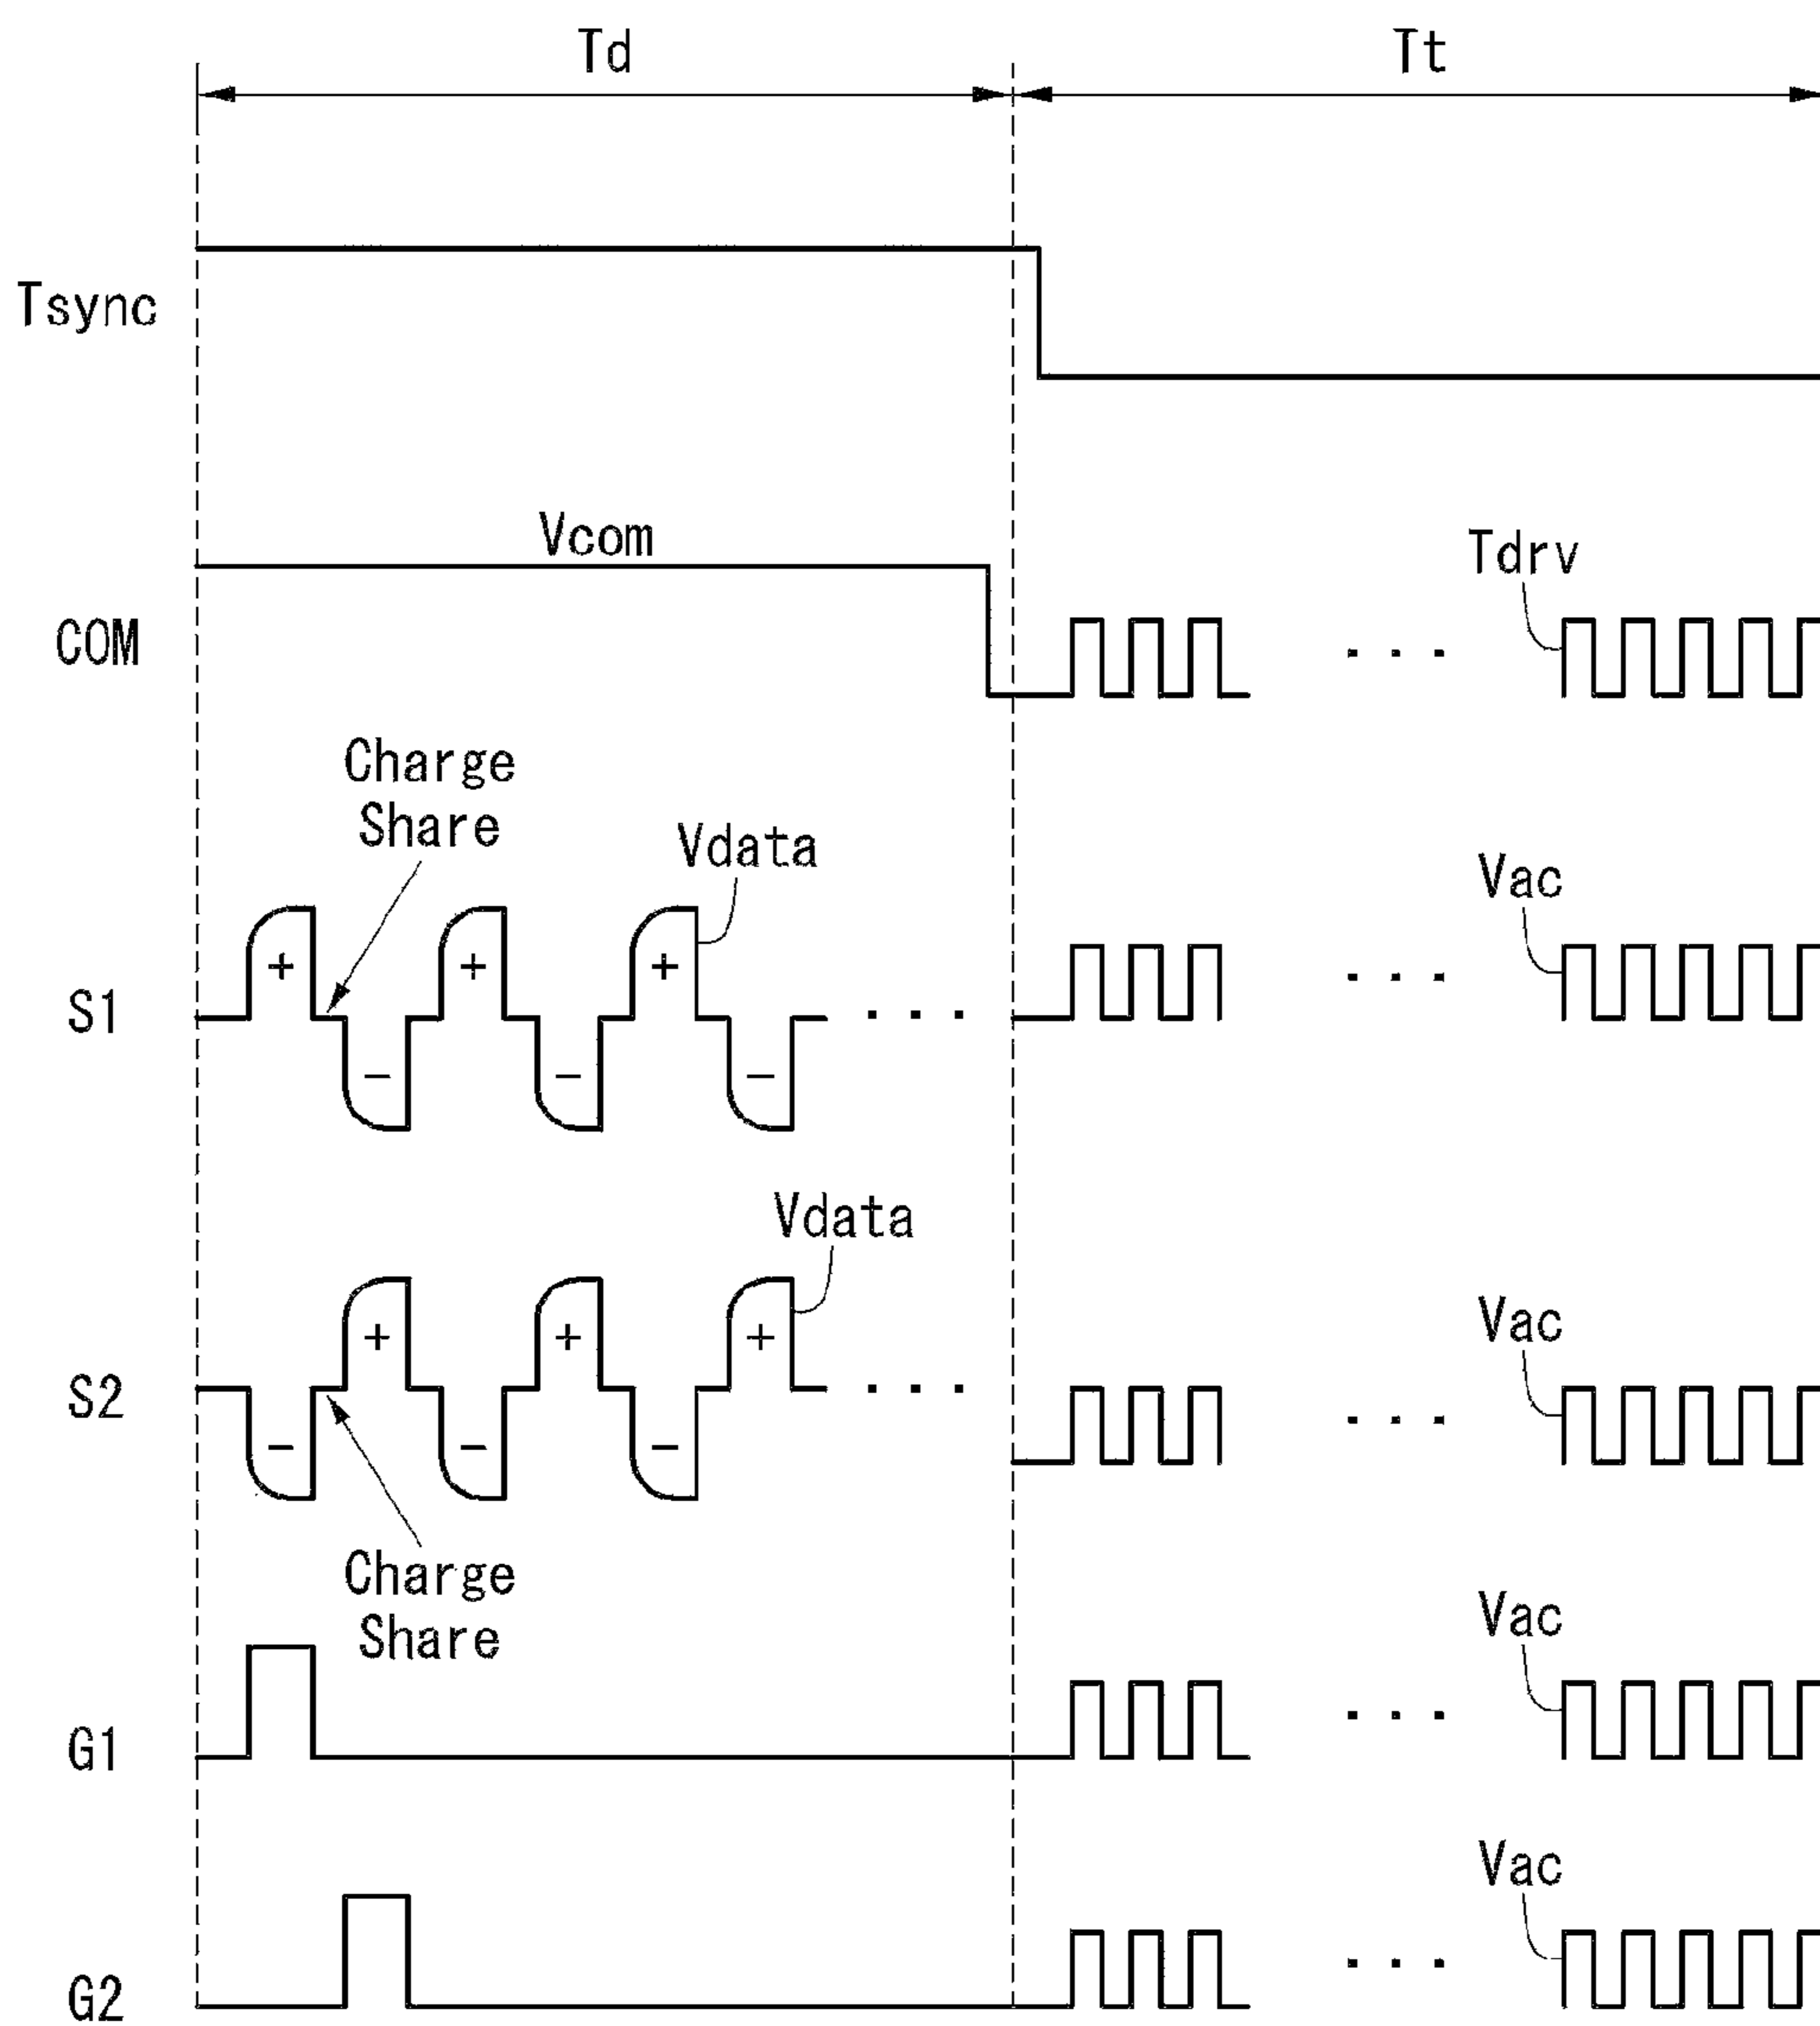 Td
Tt
Tsync
Vcom
Tdrv
COM
Charge
Share
Vdata
Vac
+
+
+
S1
. . .
. . .
-
-
-
Vdata
Vac
+
+
+
S2
. . .
. . .
-
-
-
Charge
Share
Vac
G1
. . .
Vac
G2
. . .